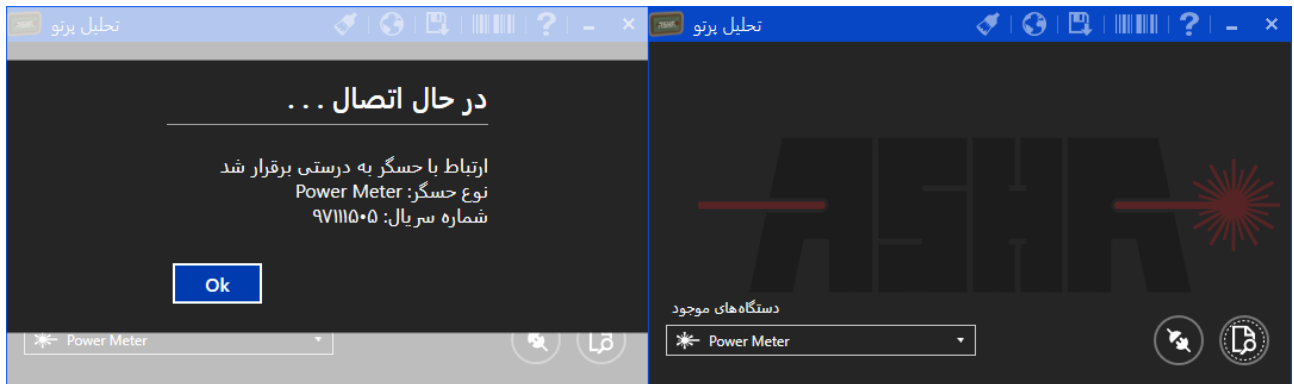 تحلیل پرتو
در حال اتصال . . .
ارتباط با حسگر به درستی برقرار شد
نوع حسگر: Power Meter
شماره سریال: ۹۷۱۱۱۵۰۵
Ok
Power Meter
تحلیل پرتو
ASHA
دستگاه‌های موجود
Power Meter